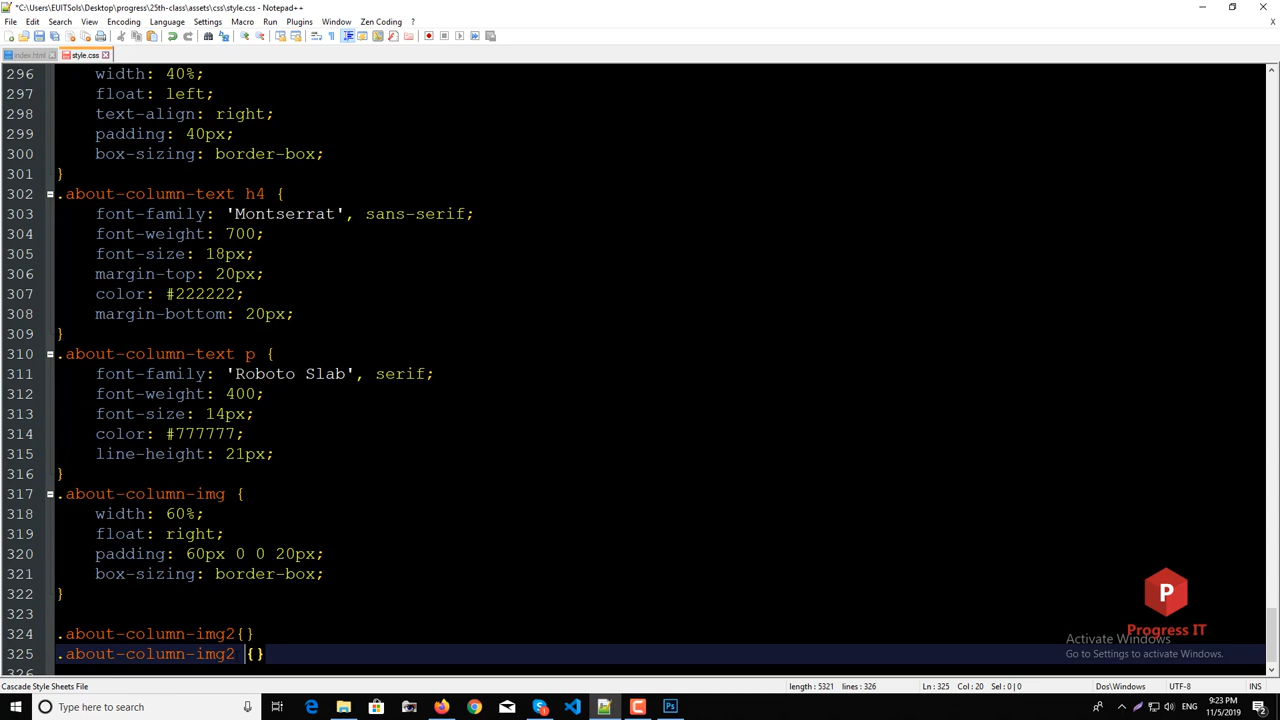 *C:\Users\EUITSols\Desktop\progress\25th-class\assets\css\style.css - Notepad++
File Edit Search View Encoding Language Settings Macro Run Plugins Window Zen Coding ?
index.html style.css
296 width: 40%;
297 float: left;
298 text-align: right;
299 padding: 40px;
300 box-sizing: border-box;
301 }
302 .about-column-text h4 {
303 font-family: 'Montserrat', sans-serif;
304 font-weight: 700;
305 font-size: 18px;
306 margin-top: 20px;
307 color: #222222;
308 margin-bottom: 20px;
309 }
310 .about-column-text p {
311 font-family: 'Roboto Slab', serif;
312 font-weight: 400;
313 font-size: 14px;
314 color: #777777;
315 line-height: 21px;
316 }
317 .about-column-img {
318 width: 60%;
319 float: right;
320 padding: 60px 0 0 20px;
321 box-sizing: border-box;
322 }
323
324 .about-column-img2{}
325 .about-column-img2 {}
326
P
Progress IT
Activate Windows
Go to Settings to activate Windows.
Cascade Style Sheets File length : 5321 lines : 326 Ln : 325 Col : 20 Sel : 0 | 0 Dos\Windows UTF-8 INS
Type here to search
ENG
9:23 PM
11/5/2019